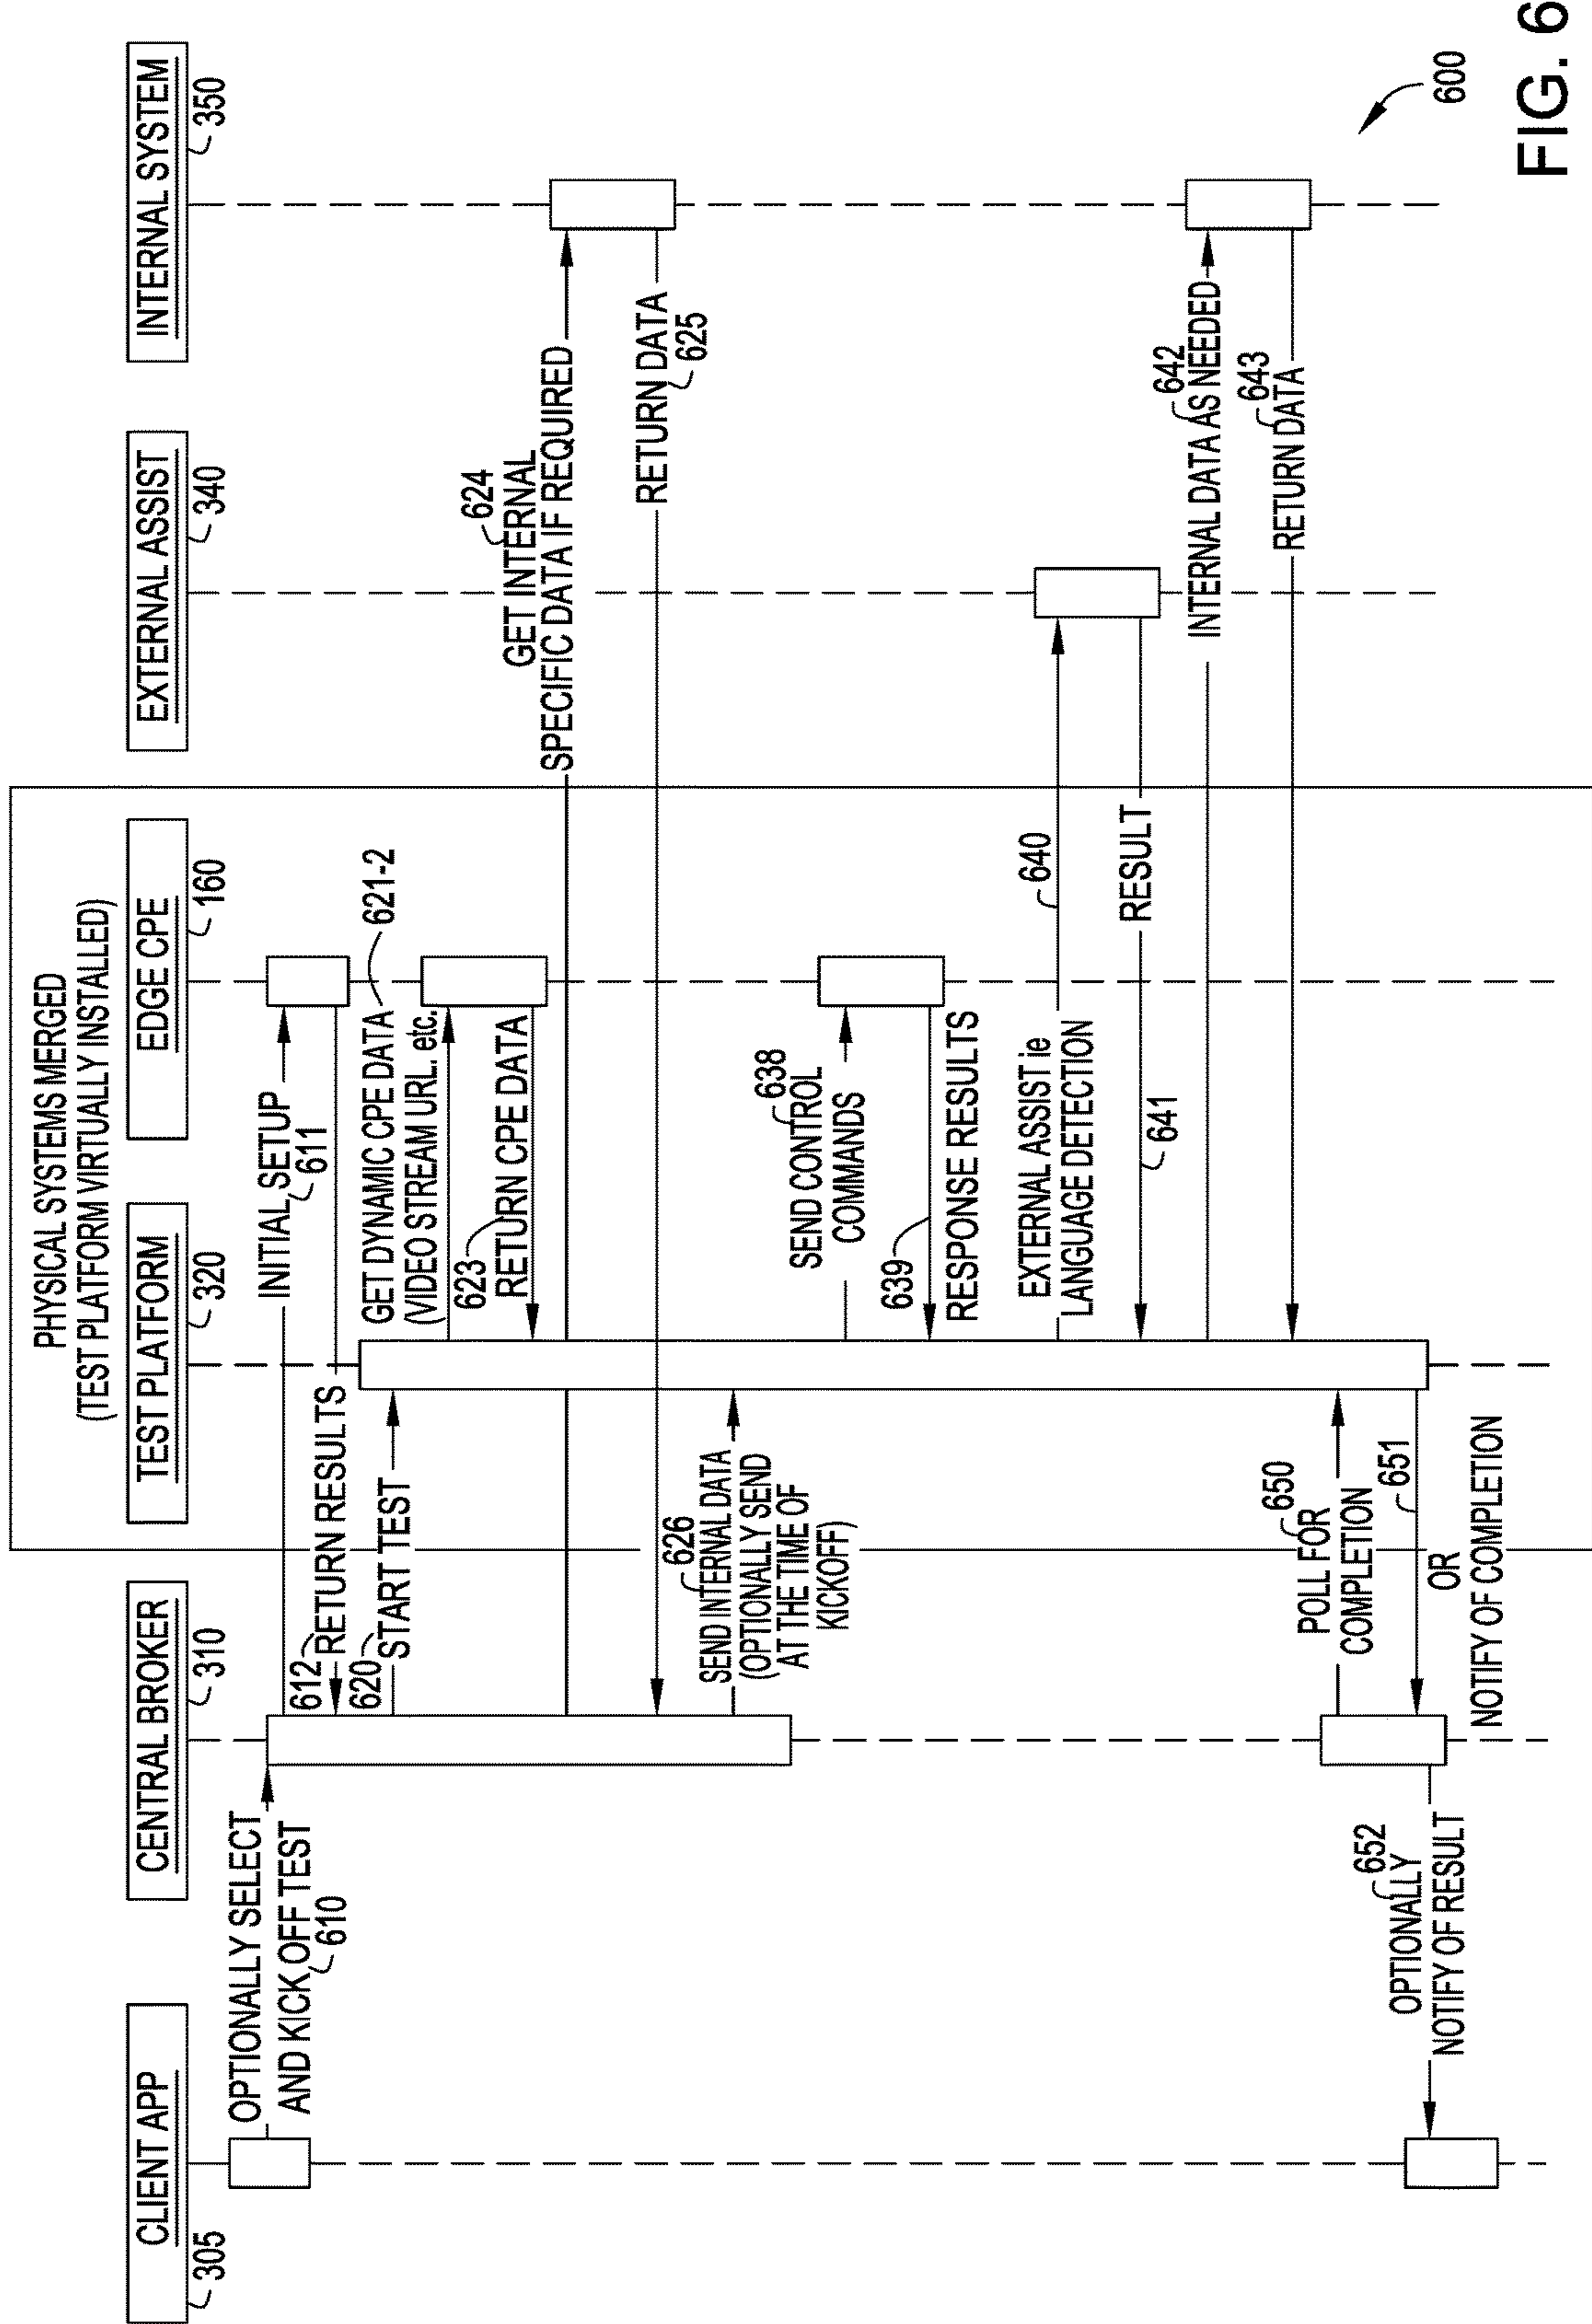 PHYSICAL SYSTEMS MERGED
(TEST PLATFORM VIRTUALLY INSTALLED)
CLIENT APP
305
CENTRAL BROKER
310
TEST PLATFORM
320
EDGE CPE
160
EXTERNAL ASSIST
340
INTERNAL SYSTEM
350
OPTIONALLY SELECT
AND KICK OFF TEST
610
INITIAL SETUP
611
612
RETURN RESULTS
620
START TEST
621-2
GET DYNAMIC CPE DATA
(VIDEO STREAM URL. etc.
623
RETURN CPE DATA
624
GET INTERNAL
SPECIFIC DATA IF REQUIRED
RETURN DATA
625
626
SEND INTERNAL DATA
(OPTIONALLY SEND
AT THE TIME OF
KICKOFF)
638
SEND CONTROL
COMMANDS
639
RESPONSE RESULTS
640
EXTERNAL ASSIST ie
LANGUAGE DETECTION
RESULT
641
642
INTERNAL DATA AS NEEDED
643
RETURN DATA
650
POLL FOR
COMPLETION
651
OR
NOTIFY OF COMPLETION
652
OPTIONALLY
NOTIFY OF RESULT
600
FIG. 6